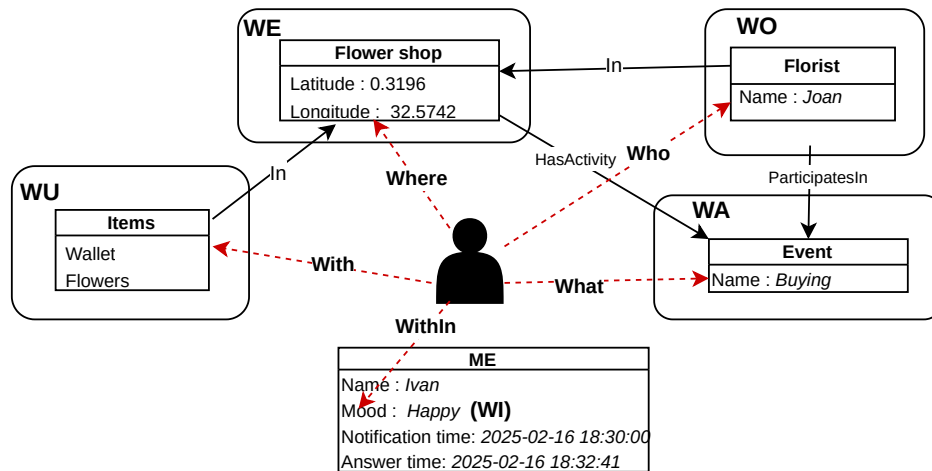 WE
Flower shop
Latitude : 0.3196
Longitude : 32.5742
WO
Florist
Name : Joan
In
In
HasActivity
Who
ParticipatesIn
Where
WU
Items
Wallet
Flowers
WA
Event
Name : Buying
With
What
WithIn
ME
Name : Ivan
Mood : Happy (WI)
Notification time: 2025-02-16 18:30:00
Answer time: 2025-02-16 18:32:41